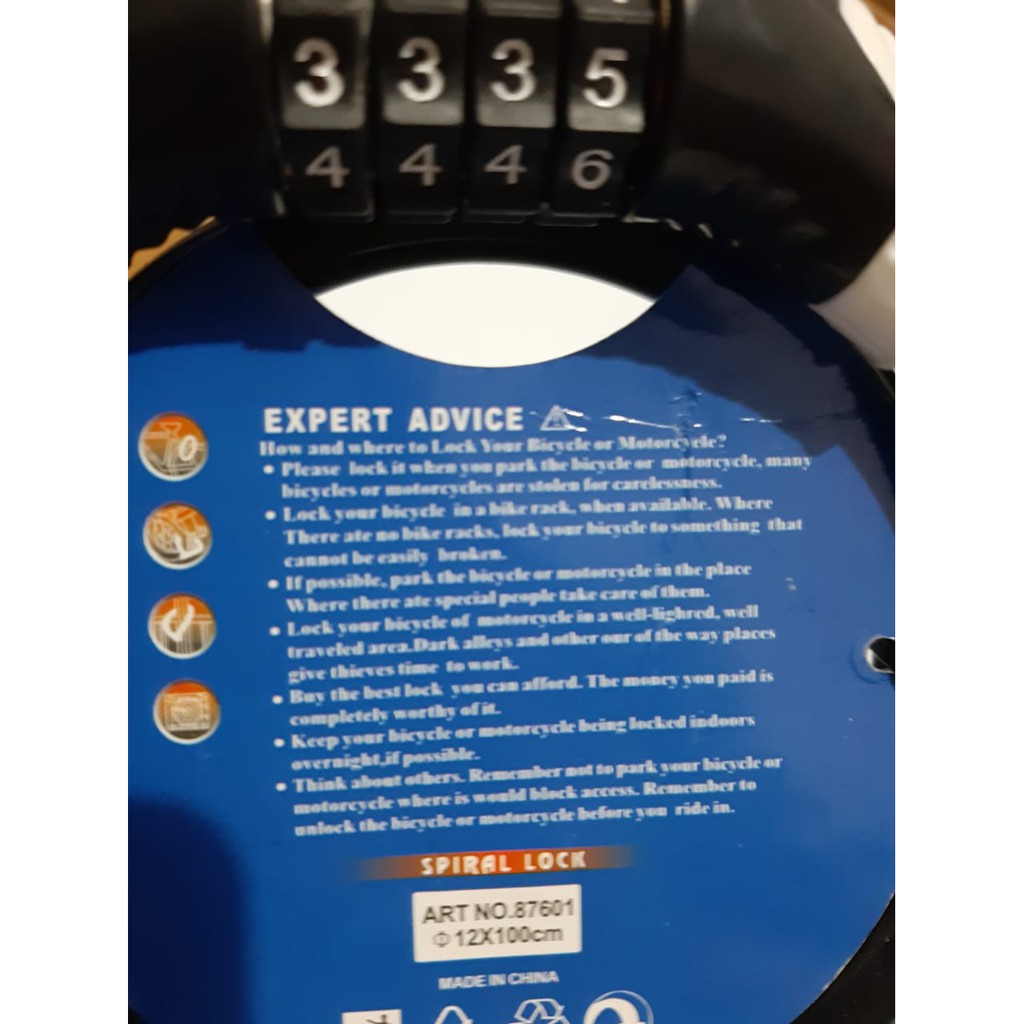 3 3 3 5
4 4 4 6
EXPERT ADVICE
How and where to Lock Your Bicycle or Motorcycle?
• Please lock it when you park the bicycle or motorcycle, many
bicycles or motorcycles are stolen for carelessness.
• Lock your bicycle in a bike rack, when available. Where
There ate no bike racks, lock your bicycle to something that
cannot be easily broken.
• If possible, park the bicycle or motorcycle in the place
Where there ate special people take care of them.
• Lock your bicycle of motorcycle in a well-lighred, well
traveled area.Dark alleys and other our of the way places
give thieves time to work.
• Buy the best lock you can afford. The money you paid is
completely worthy of it.
• Keep your bicycle or motorcycle being locked indoors
overnight,if possible.
• Think about others. Remember not to park your bicycle or
motorcycle where is would block access. Remember to
unlock the bicycle or motorcycle before you ride in.
SPIRAL LOCK
ART NO.87601
Φ12X100cm
MADE IN CHINA